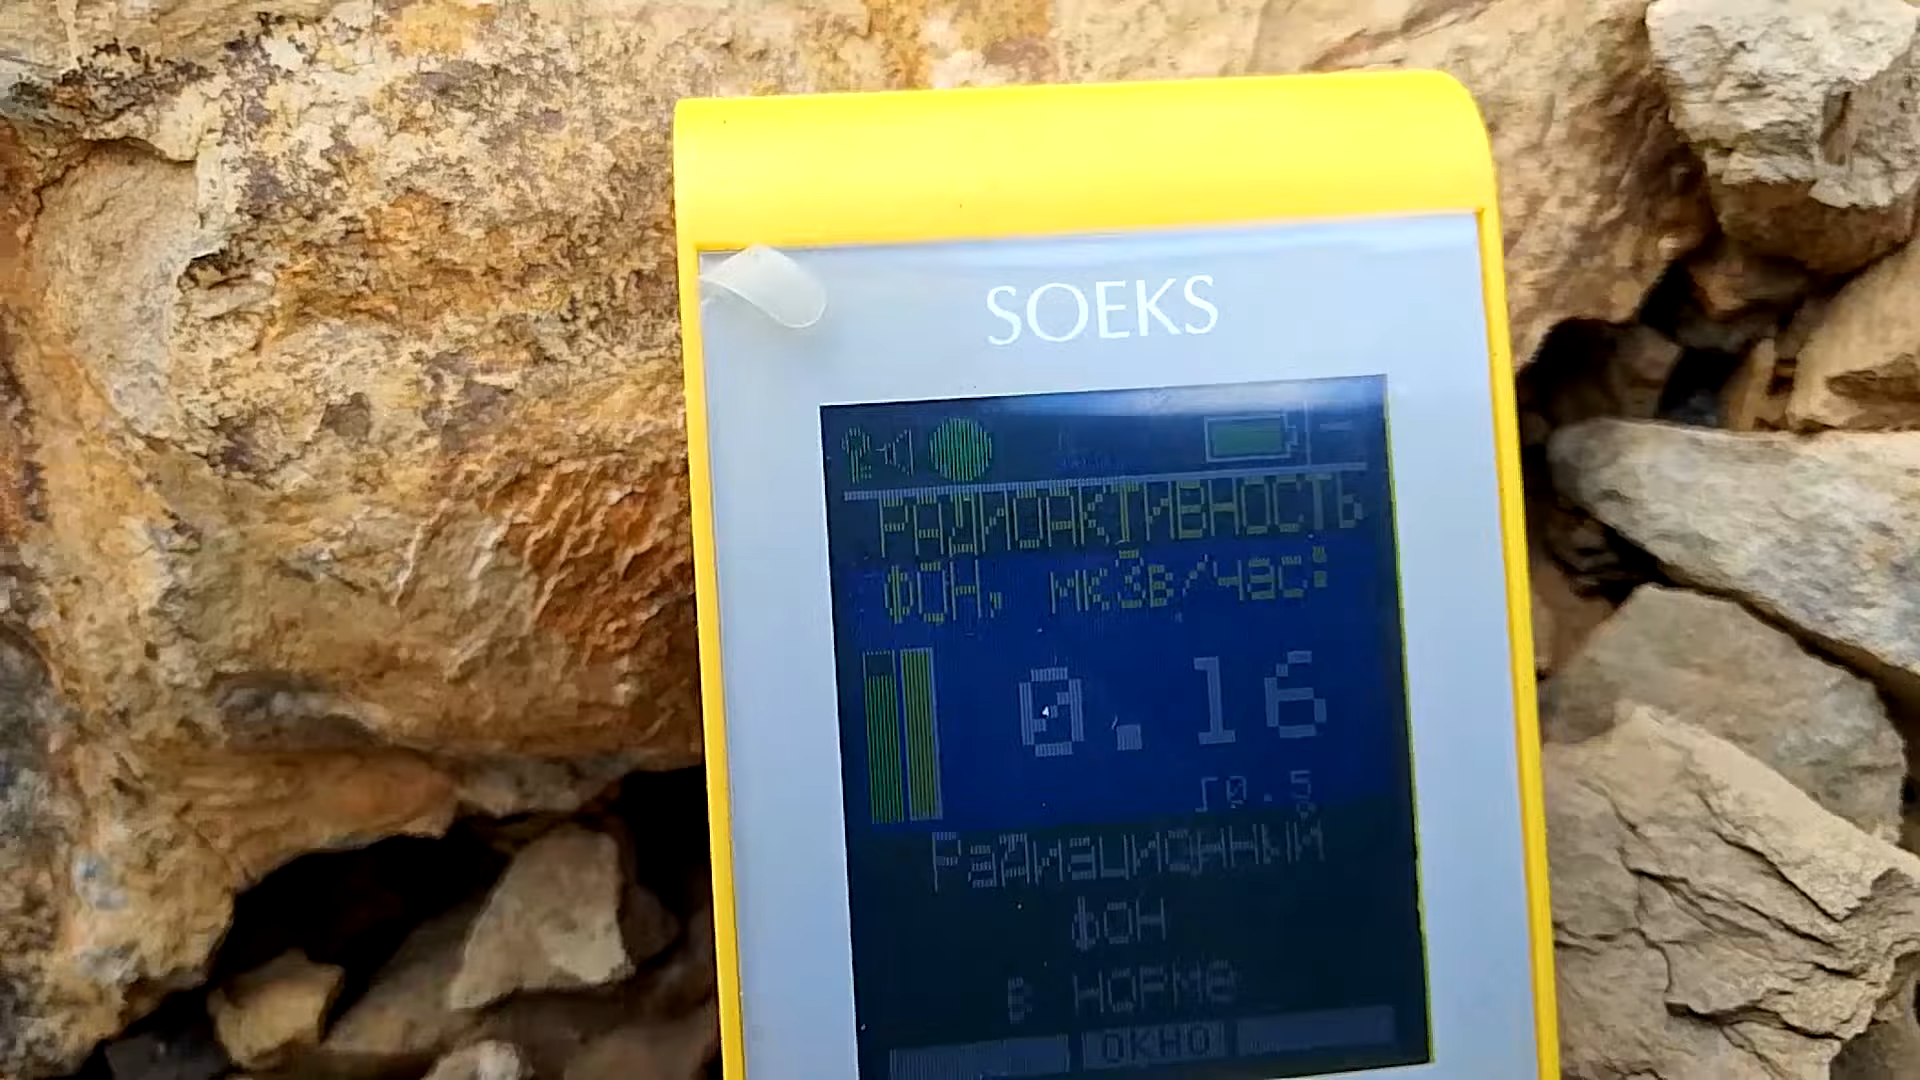 SOEKS
РАДИОАКТИВНОСТЬ
ФОН, мкЗв/час:
0.16
0.5
Радиационный
фон
в норме
ОКНО